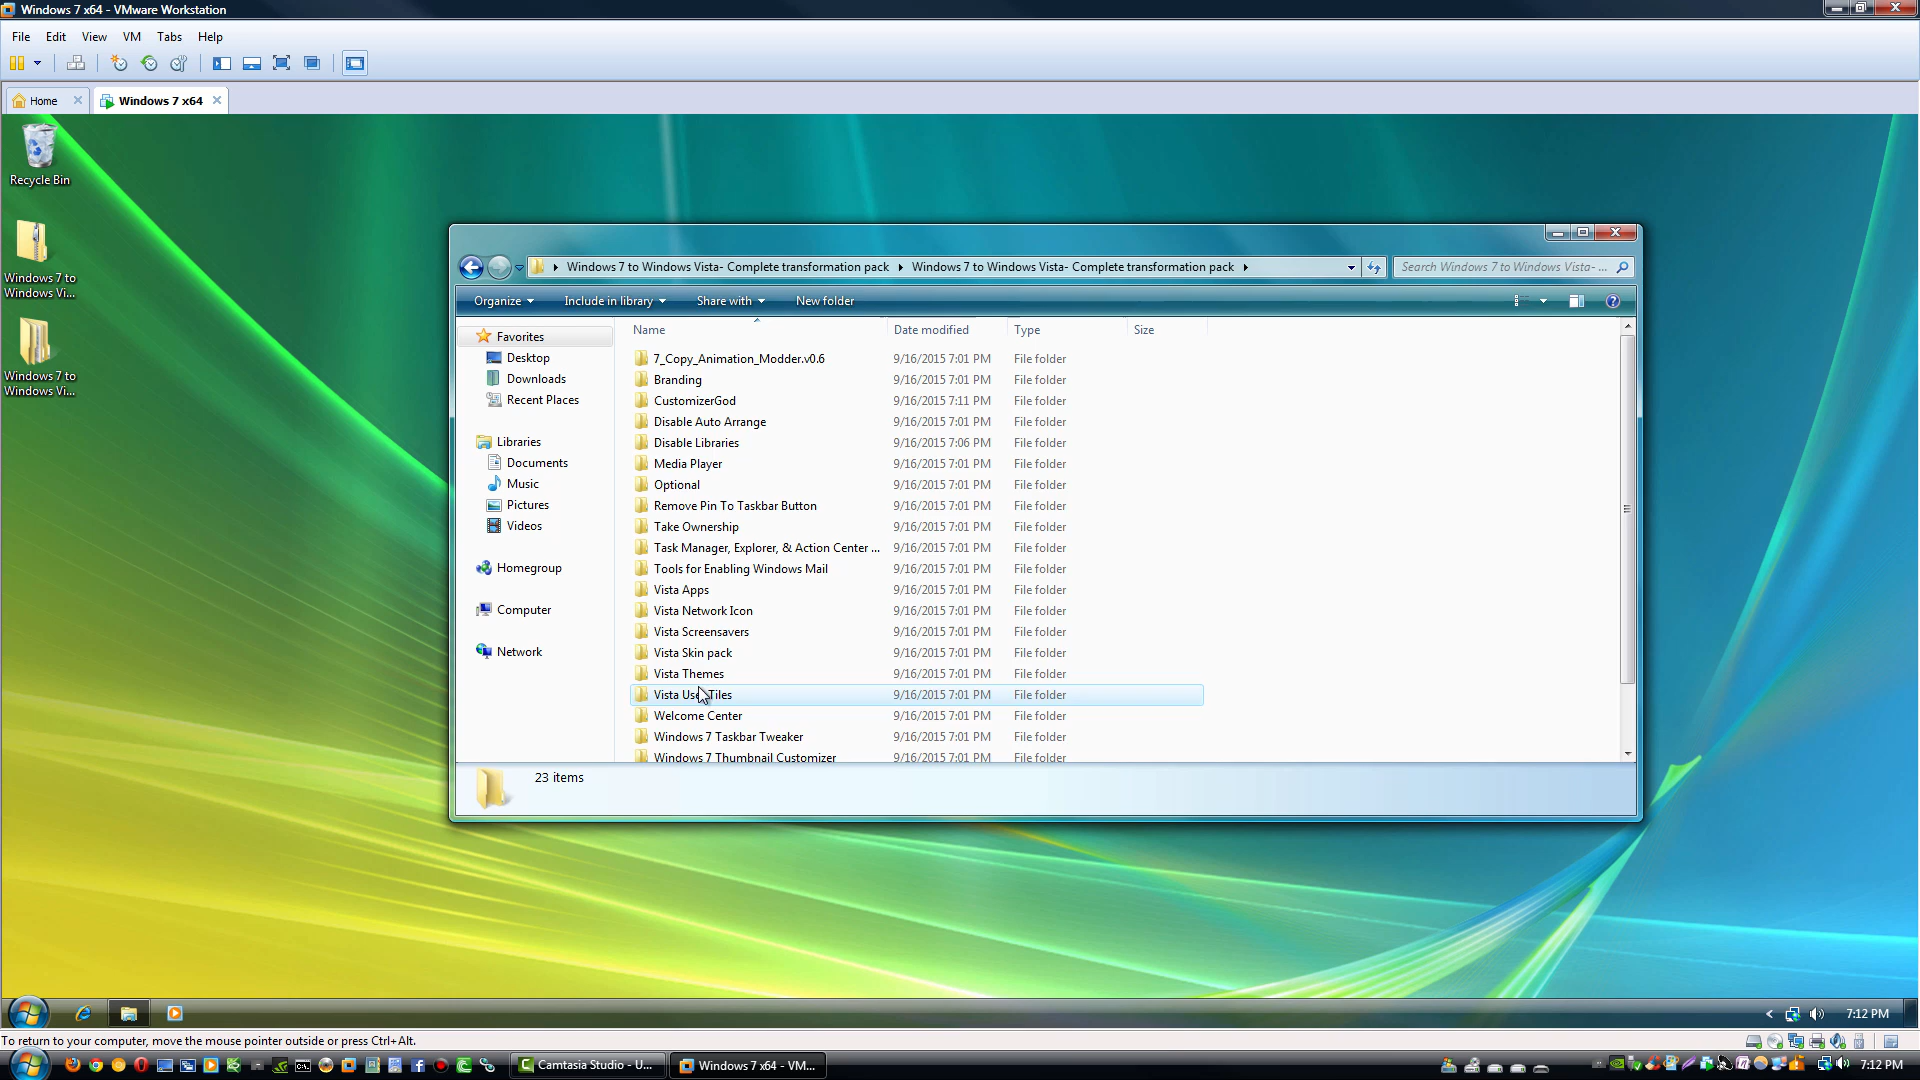 Windows 7 x64 - VMware Workstation
File Edit View VM Tabs Help
Home Windows 7 x64
Recycle Bin
Windows 7 to
Windows Vi...
Windows 7 to
Windows Vi...
Windows 7 to Windows Vista- Complete transformation pack Windows 7 to Windows Vista- Complete transformation pack Search Windows 7 to Windows Vista- ...
Organize Include in library Share with New folder
Favorites
Desktop
Downloads
Recent Places
Libraries
Documents
Music
Pictures
Videos
Homegroup
Computer
Network
Name Date modified Type Size
7_Copy_Animation_Modder.v0.6 9/16/2015 7:01 PM File folder
Branding 9/16/2015 7:01 PM File folder
CustomizerGod 9/16/2015 7:11 PM File folder
Disable Auto Arrange 9/16/2015 7:01 PM File folder
Disable Libraries 9/16/2015 7:06 PM File folder
Media Player 9/16/2015 7:01 PM File folder
Optional 9/16/2015 7:01 PM File folder
Remove Pin To Taskbar Button 9/16/2015 7:01 PM File folder
Take Ownership 9/16/2015 7:01 PM File folder
Task Manager, Explorer, & Action Center ... 9/16/2015 7:01 PM File folder
Tools for Enabling Windows Mail 9/16/2015 7:01 PM File folder
Vista Apps 9/16/2015 7:01 PM File folder
Vista Network Icon 9/16/2015 7:01 PM File folder
Vista Screensavers 9/16/2015 7:01 PM File folder
Vista Skin pack 9/16/2015 7:01 PM File folder
Vista Themes 9/16/2015 7:01 PM File folder
Vista User Tiles 9/16/2015 7:01 PM File folder
Welcome Center 9/16/2015 7:01 PM File folder
Windows 7 Taskbar Tweaker 9/16/2015 7:01 PM File folder
Windows 7 Thumbnail Customizer 9/16/2015 7:01 PM File folder
23 items
7:12 PM
To return to your computer, move the mouse pointer outside or press Ctrl+Alt.
Camtasia Studio - U... Windows 7 x64 - VM... 7:12 PM